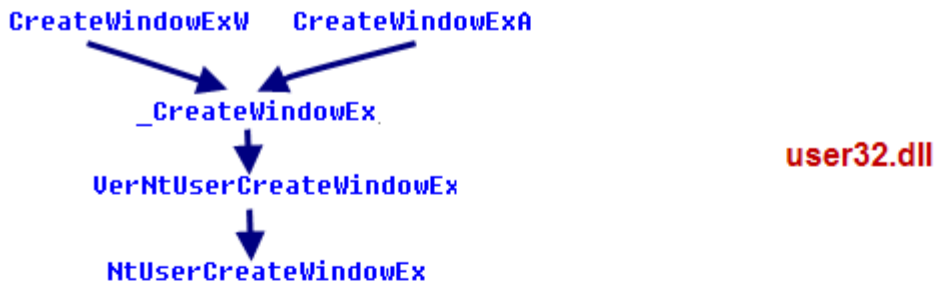 CreateWindowExW CreateWindowExA
_CreateWindowEx
user32.dll
VerNtUserCreateWindowEx
NtUserCreateWindowEx